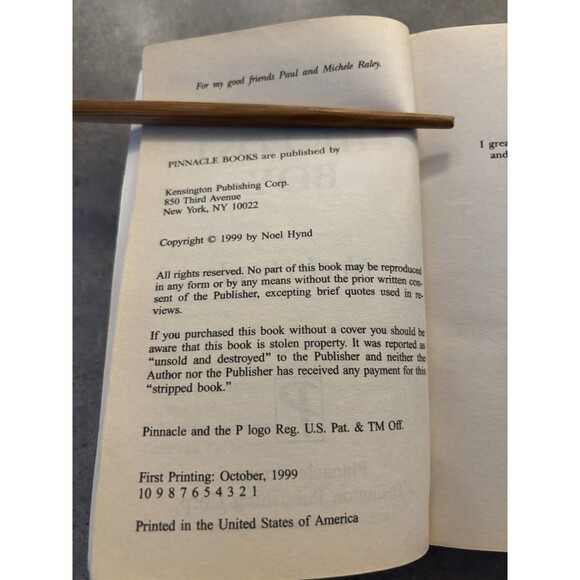 For my good friends Paul and Michele Raley.
PINNACLE BOOKS are published by
Kensington Publishing Corp.
850 Third Avenue
New York, NY 10022
Copyright © 1999 by Noel Hynd
All rights reserved. No part of this book may be reproduced
in any form or by any means without the prior written con-
sent of the Publisher, excepting brief quotes used in re-
views.
If you purchased this book without a cover you should be
aware that this book is stolen property. It was reported as
“unsold and destroyed” to the Publisher and neither the
Author nor the Publisher has received any payment for this
“stripped book.”
Pinnacle and the P logo Reg. U.S. Pat. & TM Off.
First Printing: October, 1999
10 9 8 7 6 5 4 3 2 1
Printed in the United States of America
I
and